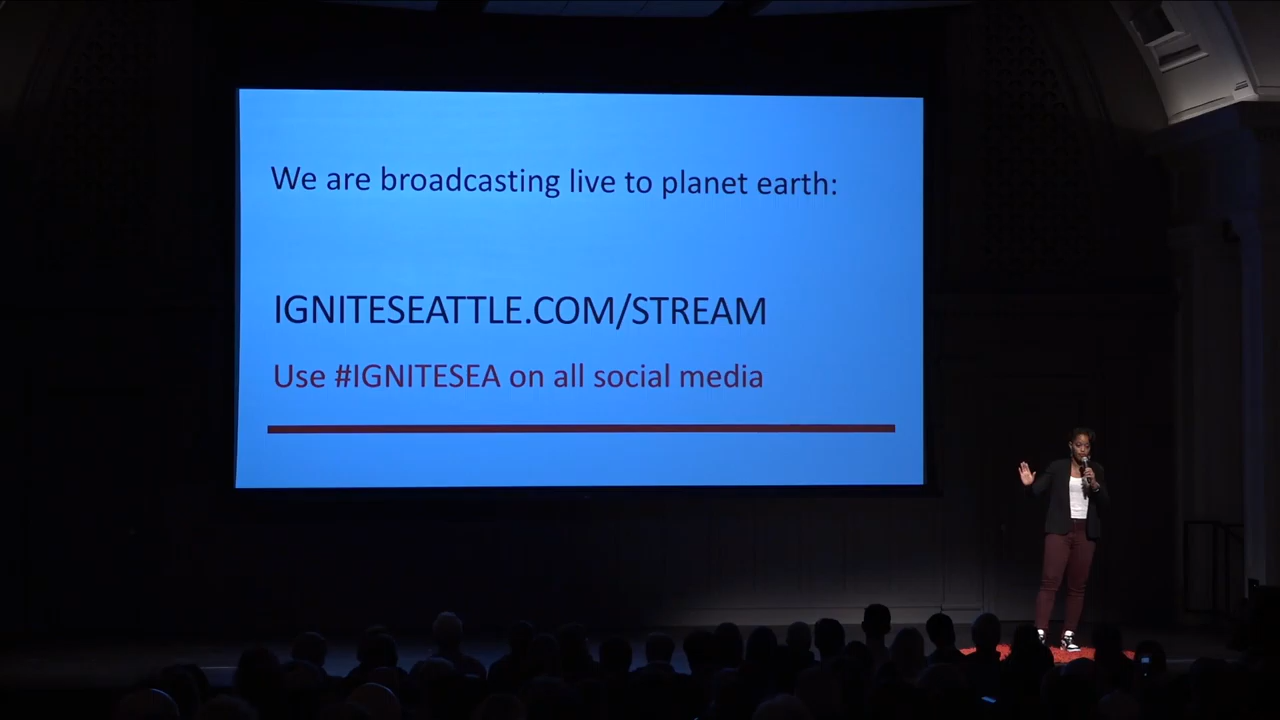 We are broadcasting live to planet earth:
IGNITESEATTLE.COM/STREAM
Use #IGNITESEA on all social media